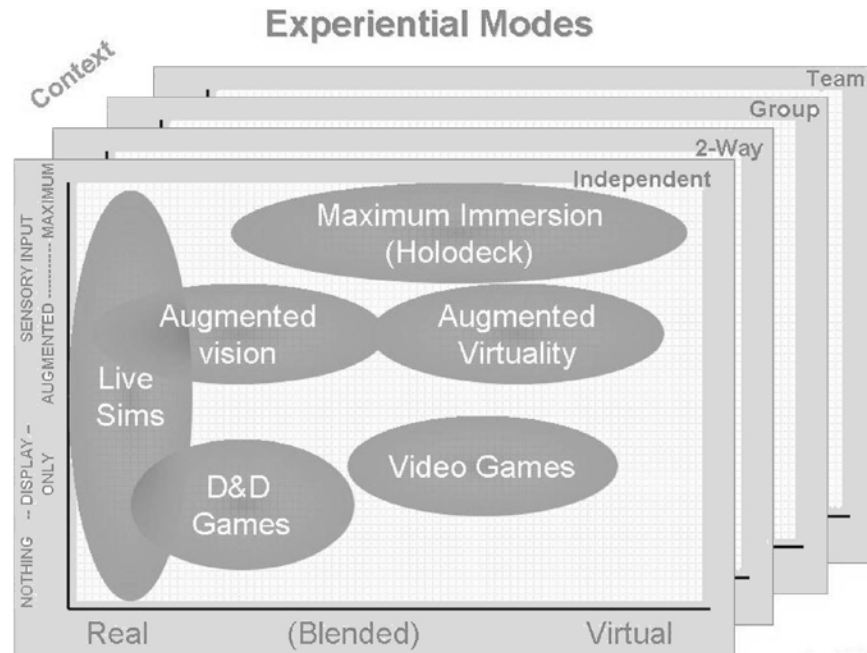 Experiential Modes
Context
Team
Group
2-Way
Independent
SENSORY INPUT
NOTHING -- DISPLAY -- AUGMENTED ---------- MAXIMUM
ONLY
Maximum Immersion
(Holodeck)
Augmented
vision
Augmented
Virtuality
Live
Sims
Video Games
D&D
Games
Real (Blended) Virtual